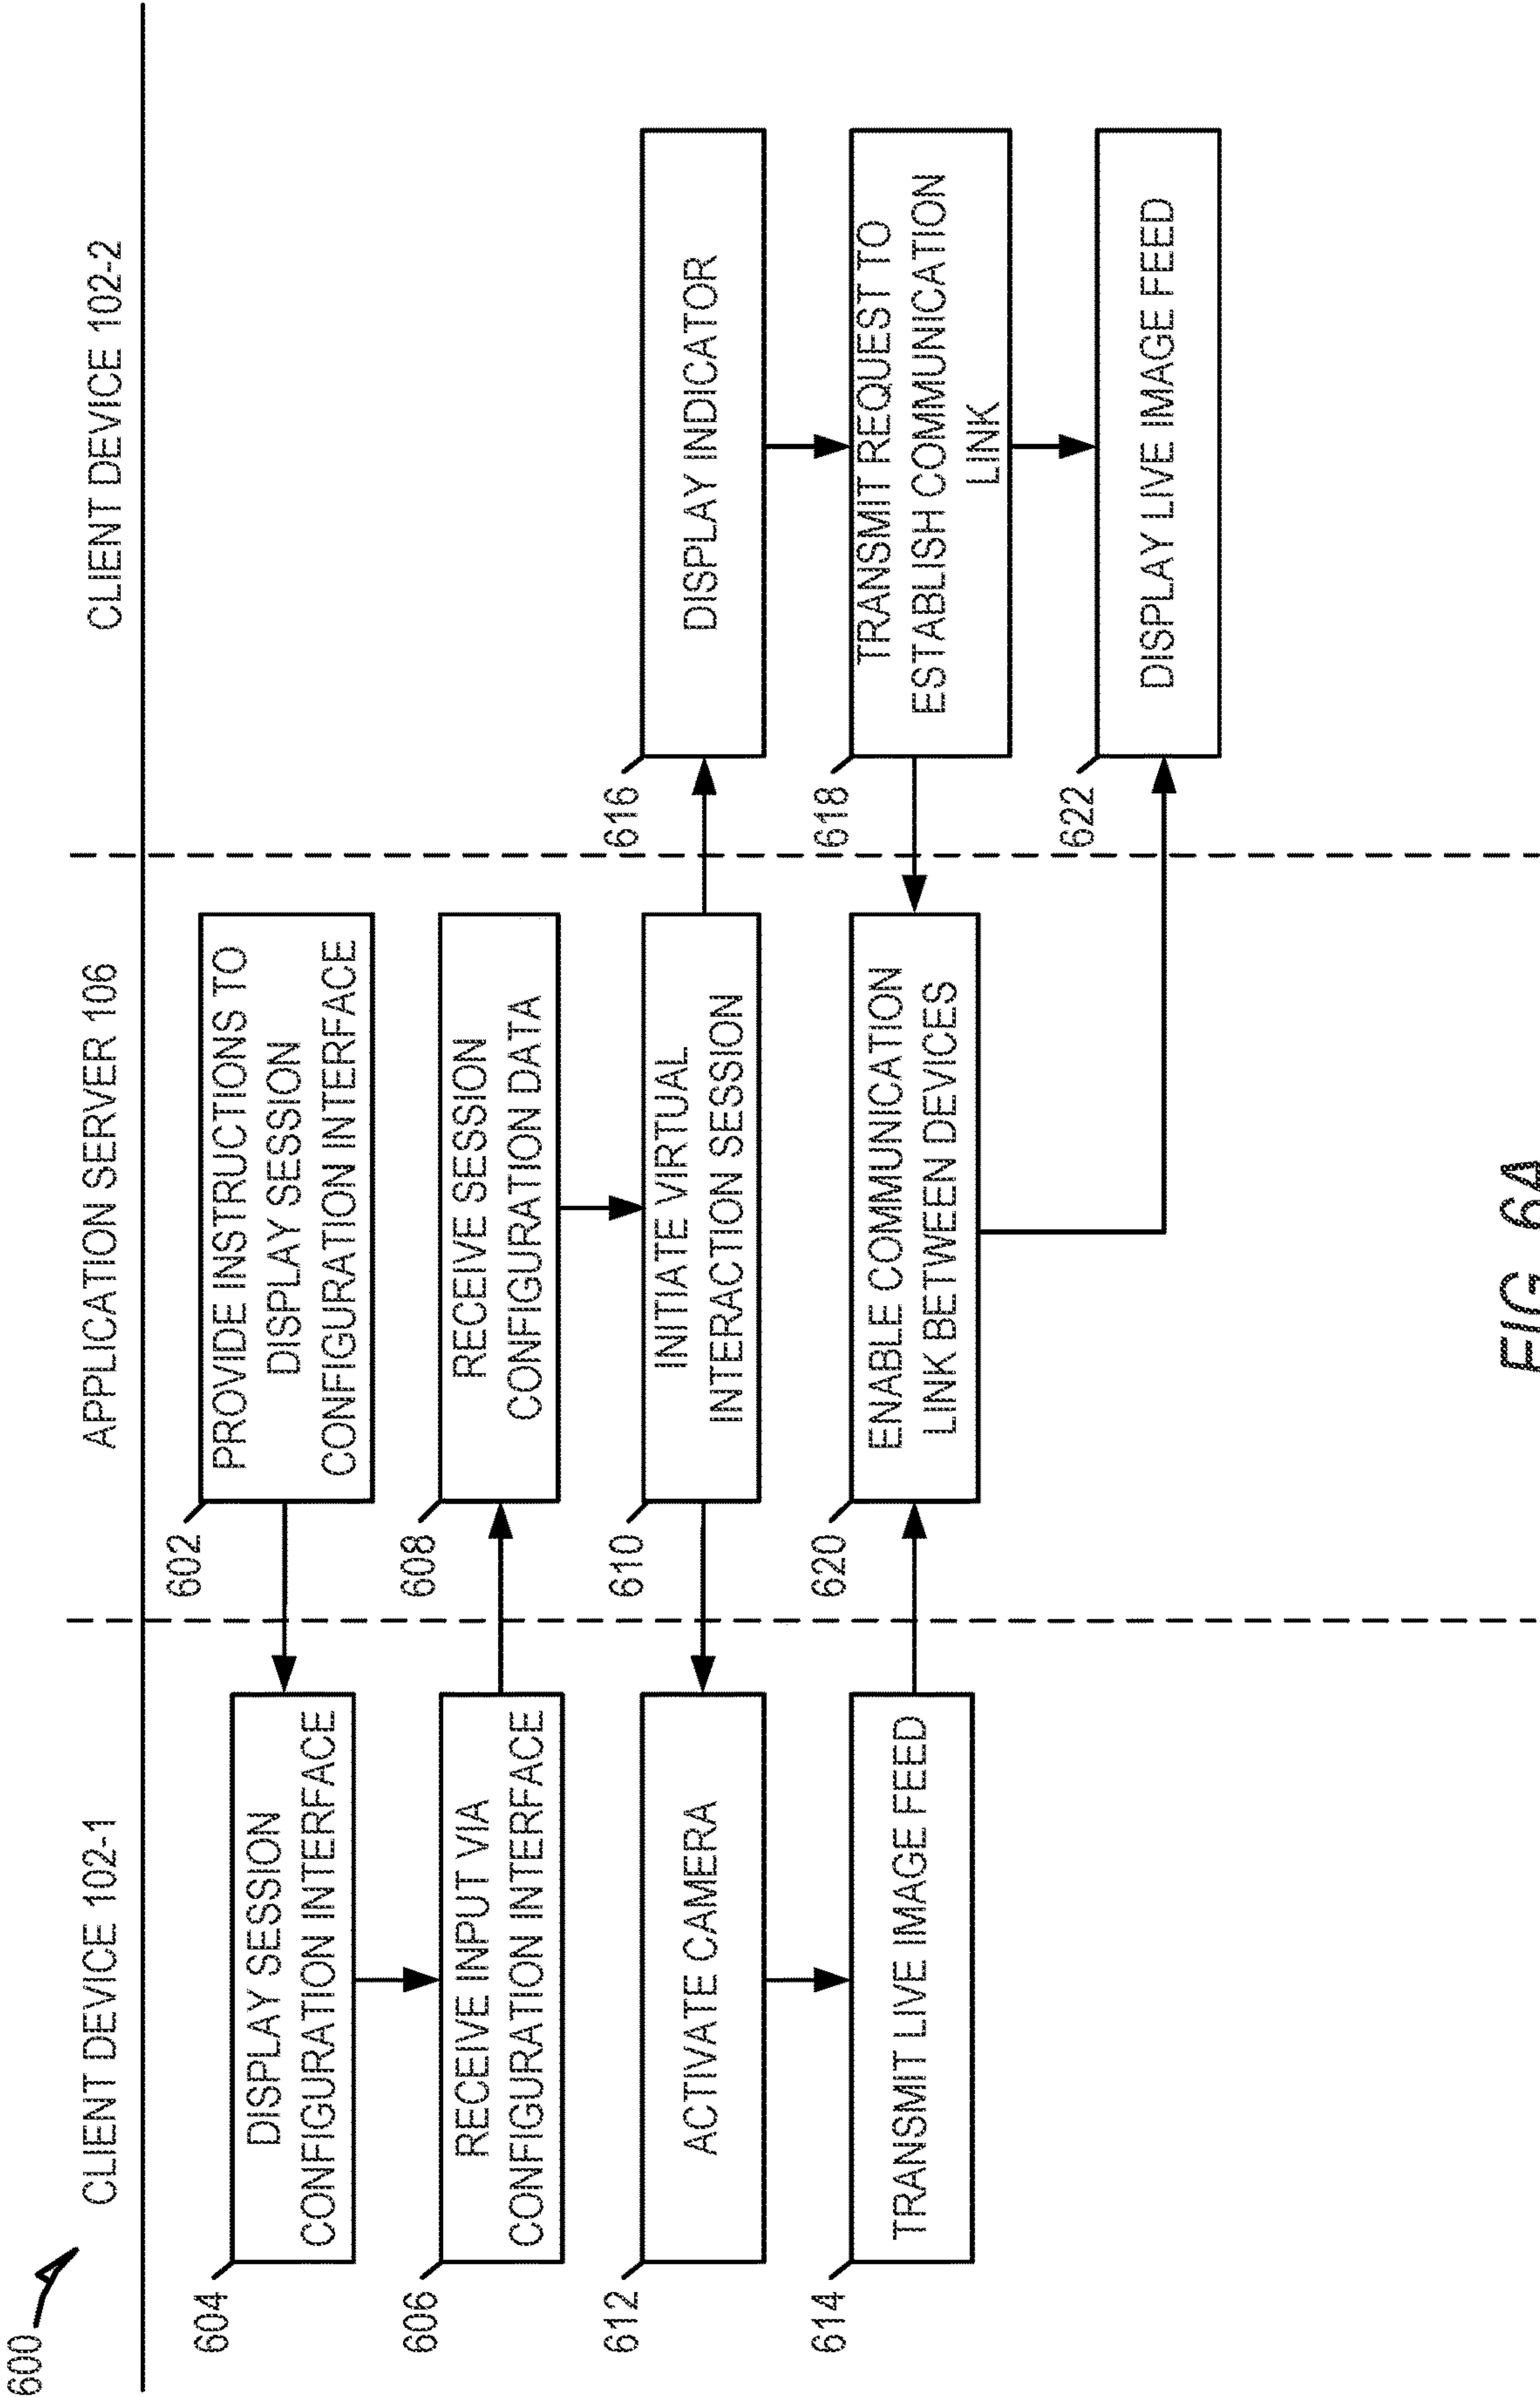 600
CLIENT DEVICE 102-1
APPLICATION SERVER 106
CLIENT DEVICE 102-2
602
PROVIDE INSTRUCTIONS TO
DISPLAY SESSION
CONFIGURATION INTERFACE
604
DISPLAY SESSION
CONFIGURATION INTERFACE
606
RECEIVE INPUT VIA
CONFIGURATION INTERFACE
608
RECEIVE SESSION
CONFIGURATION DATA
610
INITIATE VIRTUAL
INTERACTION SESSION
612
ACTIVATE CAMERA
614
TRANSMIT LIVE IMAGE FEED
616
DISPLAY INDICATOR
618
TRANSMIT REQUEST TO
ESTABLISH COMMUNICATION
LINK
620
ENABLE COMMUNICATION
LINK BETWEEN DEVICES
622
DISPLAY LIVE IMAGE FEED
FIG. 6A